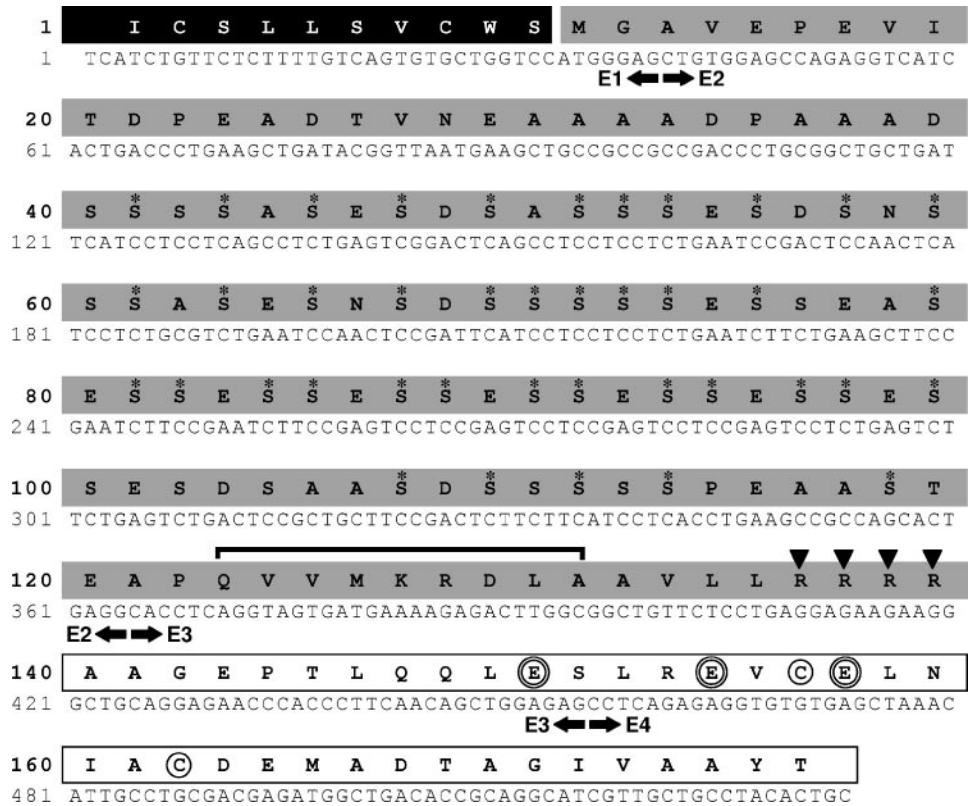 1 I C S L L S V C W S M G A V E P E V I
1 TCATCTGTTCTCTTTTGTCAGTGTGCTGGTCCATGGGAGCTGTGGAGCCAGAGGTCATC
E1 E2
20 T D P E A D T V N E A A A A D P A A A D
61 ACTGACCCTGAAGCTGATACGGTTAATGAAGCTGCCGCCGCCGACCCTGCGGCTGCTGAT
* * * * * * * * * * *
40 S S S S A S E S D S A S S S E S D S N S
121 TCATCCTCCTCAGCCTCTGAGTCGGACTCAGCCTCCTCCTCTGAATCCGACTCCAACTCA
* * * * * * * * * * *
60 S S A S E S N S D S S S S S E S S E A S
181 TCCTCTGCGTCTGAATCCAACTCCGATTCATCCTCCTCCTCTGAATCTTCTGAAGCTTCC
* * * * * * * * * * * * *
80 E S S E S S E S S E S S E S S E S S E S
241 GAATCTTCCGAATCTTCCGAGTCCTCCGAGTCCTCCGAGTCCTCCGAGTCCTCTGAGTCT
* * * * *
100 S E S D S A A S D S S S S S P E A A S T
301 TCTGAGTCTGACTCCGCTGCTTCCGACTCTTCTTCATCCTCACCTGAAGCCGCCAGCACT
120 E A P Q V V M K R D L A A V L L R R R R
361 GAGGCACCTCAGGTAGTGATGAAAAGAGACTTGGCGGCTGTTCTCCTGAGGAGAAGAAGG
E2 E3
140 A A G E P T L Q Q L E S L R E V C E L N
421 GCTGCAGGAGAACCCACCCTTCAACAGCTGGAGAGCCTCAGAGAGGTGTGTGAGCTAAAC
E3 E4
160 I A C D E M A D T A G I V A A Y T
481 ATTGCCTGCGACGAGATGGCTGACACCGCAGGCATCGTTGCTGCCTACACTGC